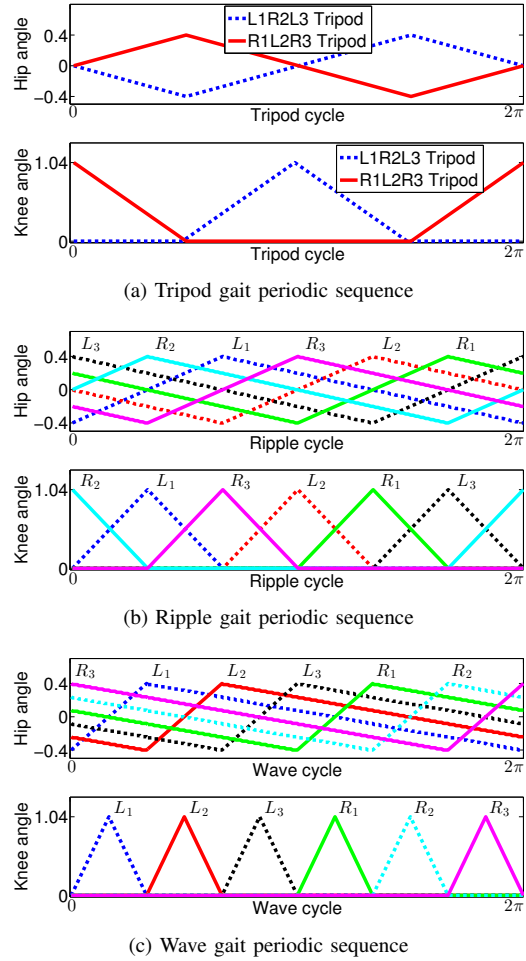 L1R2L3 Tripod
R1L2R3 Tripod
Hip angle
0.4
0
−0.4
0
Tripod cycle
2π
L1R2L3 Tripod
R1L2R3 Tripod
Knee angle
1.04
0
0
Tripod cycle
2π
(a) Tripod gait periodic sequence
L3 R2 L1 R3 L2 R1
Hip angle
0.4
0
−0.4
0
Ripple cycle
2π
R2 L1 R3 L2 R1 L3
Knee angle
1.04
0
0
Ripple cycle
2π
(b) Ripple gait periodic sequence
R3 L1 L2 L3 R1 R2
Hip angle
0.4
0
−0.4
0
Wave cycle
2π
L1 L2 L3 R1 R2 R3
Knee angle
1.04
0
0
Wave cycle
2π
(c) Wave gait periodic sequence